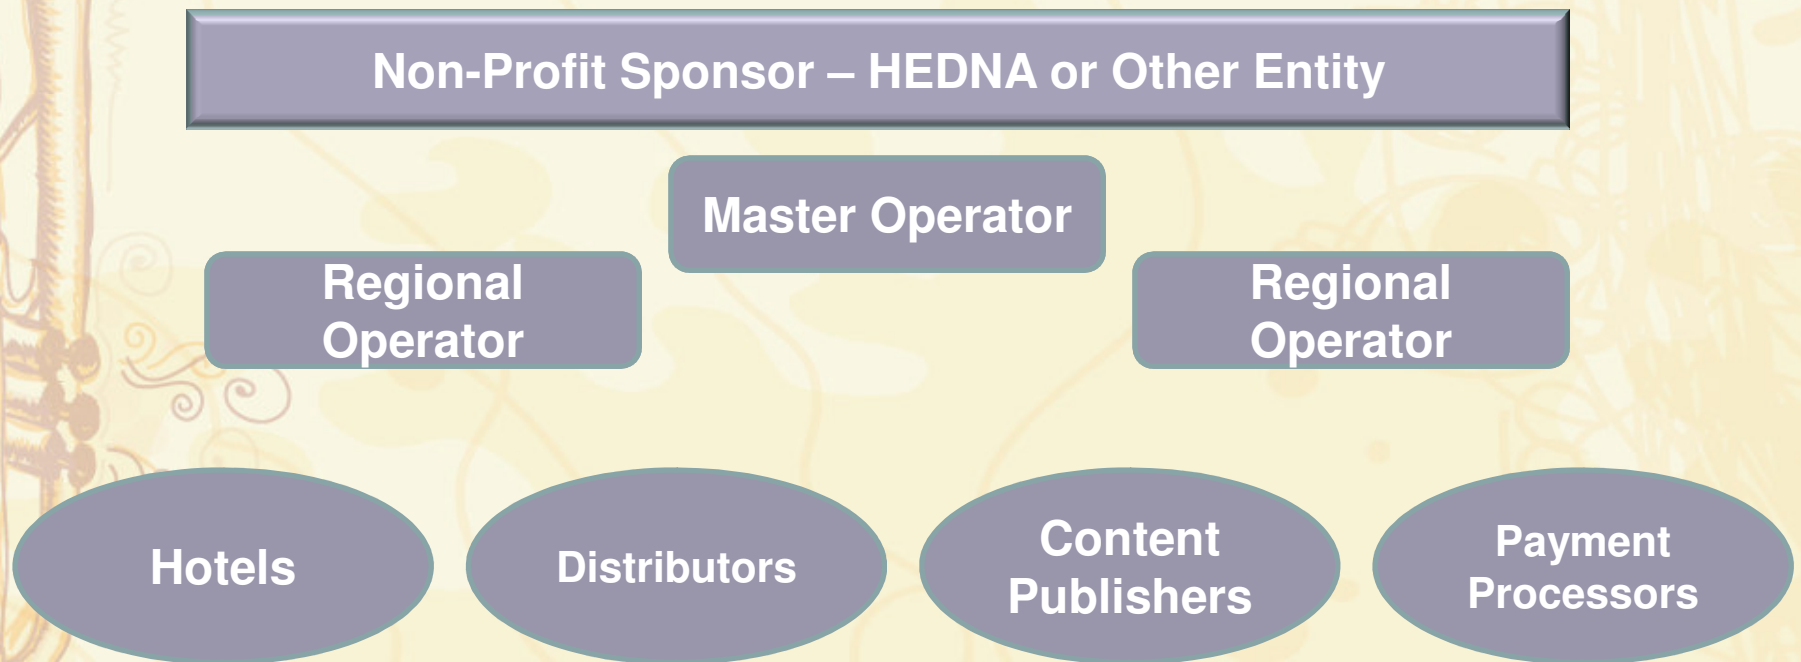 Non-Profit Sponsor – HEDNA or Other Entity
Master Operator
Regional
Operator
Regional
Operator
Hotels
Distributors
Content
Publishers
Payment
Processors